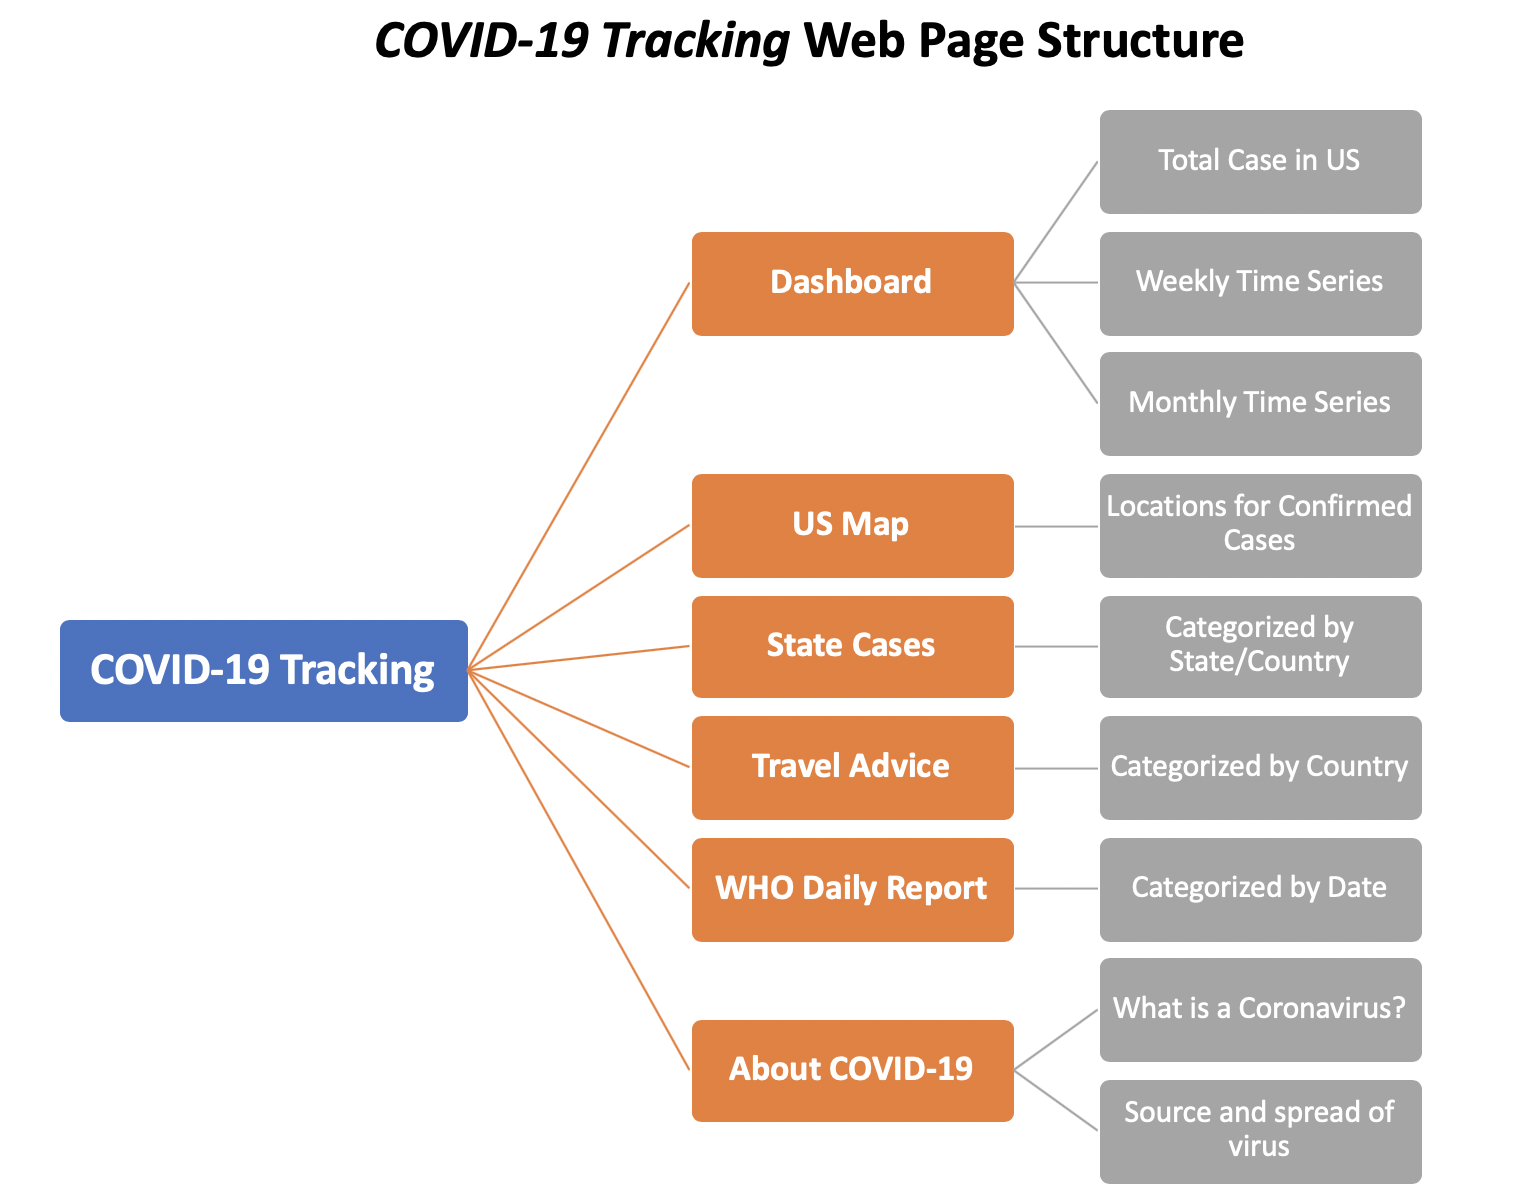 COVID-19 Tracking Web Page Structure
COVID-19 Tracking
Dashboard
Total Case in US
Weekly Time Series
Monthly Time Series
US Map
Locations for Confirmed
Cases
State Cases
Categorized by
State/Country
Travel Advice
Categorized by Country
WHO Daily Report
Categorized by Date
About COVID-19
What is a Coronavirus?
Source and spread of
virus